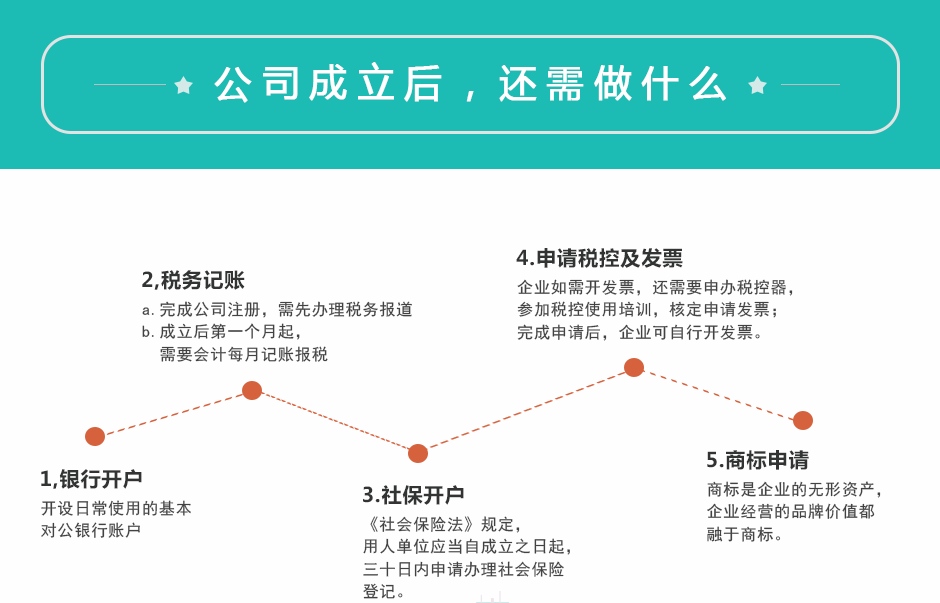 公司成立后，还需做什么
1,银行开户
开设日常使用的基本
对公银行账户
2,税务记账
a. 完成公司注册，需先办理税务报道
b. 成立后第一个月起，
需要会计每月记账报税
3.社保开户
《社会保险法》规定，
用人单位应当自成立之日起，
三十日内申请办理社会保险
登记。
4.申请税控及发票
企业如需开发票，还需要申办税控器，
参加税控使用培训，核定申请发票；
完成申请后，企业可自行开发票。
5.商标申请
商标是企业的无形资产，
企业经营的品牌价值都
融于商标。